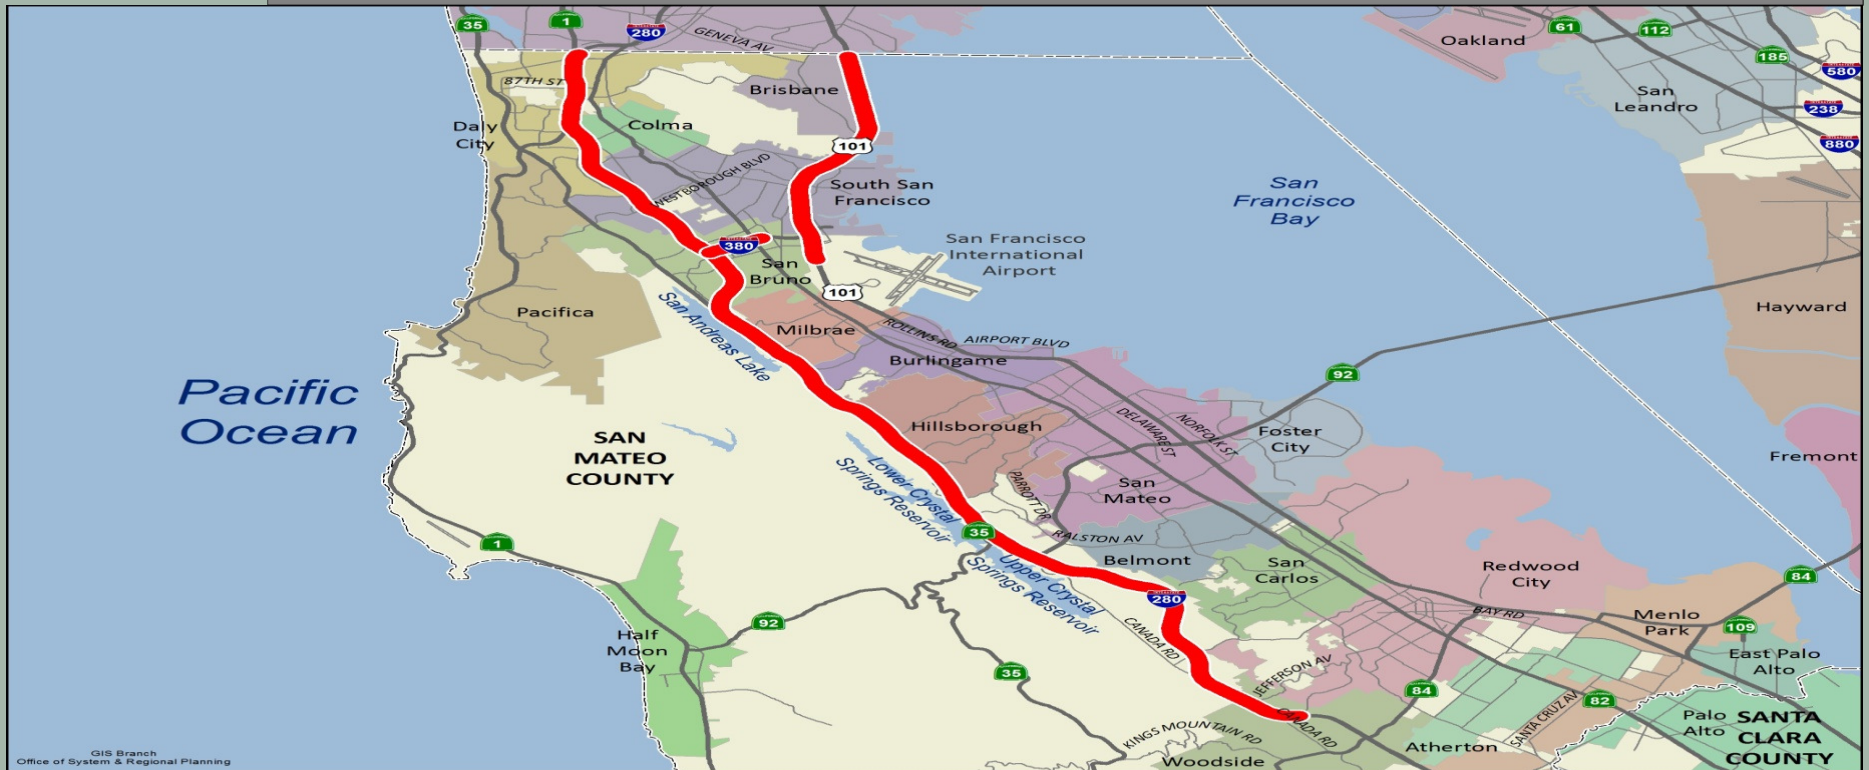 35
1
280
GENEVA AV
Oakland
61
112
185
580
87TH ST
Brisbane
San
Leandro
238
Daly
City
Colma
101
880
WESTBOROUGH BLVD
South San
Francisco
San
Francisco
Bay
380
San
Bruno
San Francisco
International
Airport
101
Pacifica
San Andreas Lake
Milbrae
ROLLINS RD
AIRPORT BLVD
Burlingame
Hayward
92
Pacific
Ocean
SAN
MATEO
COUNTY
Hillsborough
DELAWARE ST
NORFOLK ST
Foster
City
Fremont
Lower Crystal
Springs Reservoir
PARROTT DR
San
Mateo
35
1
RALSTON AV
Belmont
Upper Crystal
Springs Reservoir
San
Carlos
Redwood
City
84
280
92
CANADA RD
BAY RD
Menlo
Park
109
Half
Moon
Bay
35
JEFFERSON AV
East Palo
Alto
84
82
CANADA RD
SANTA CRUZ AV
KINGS MOUNTAIN RD
Atherton
Palo
Alto
SANTA
CLARA
COUNTY
Woodside
GIS Branch
Office of System & Regional Planning